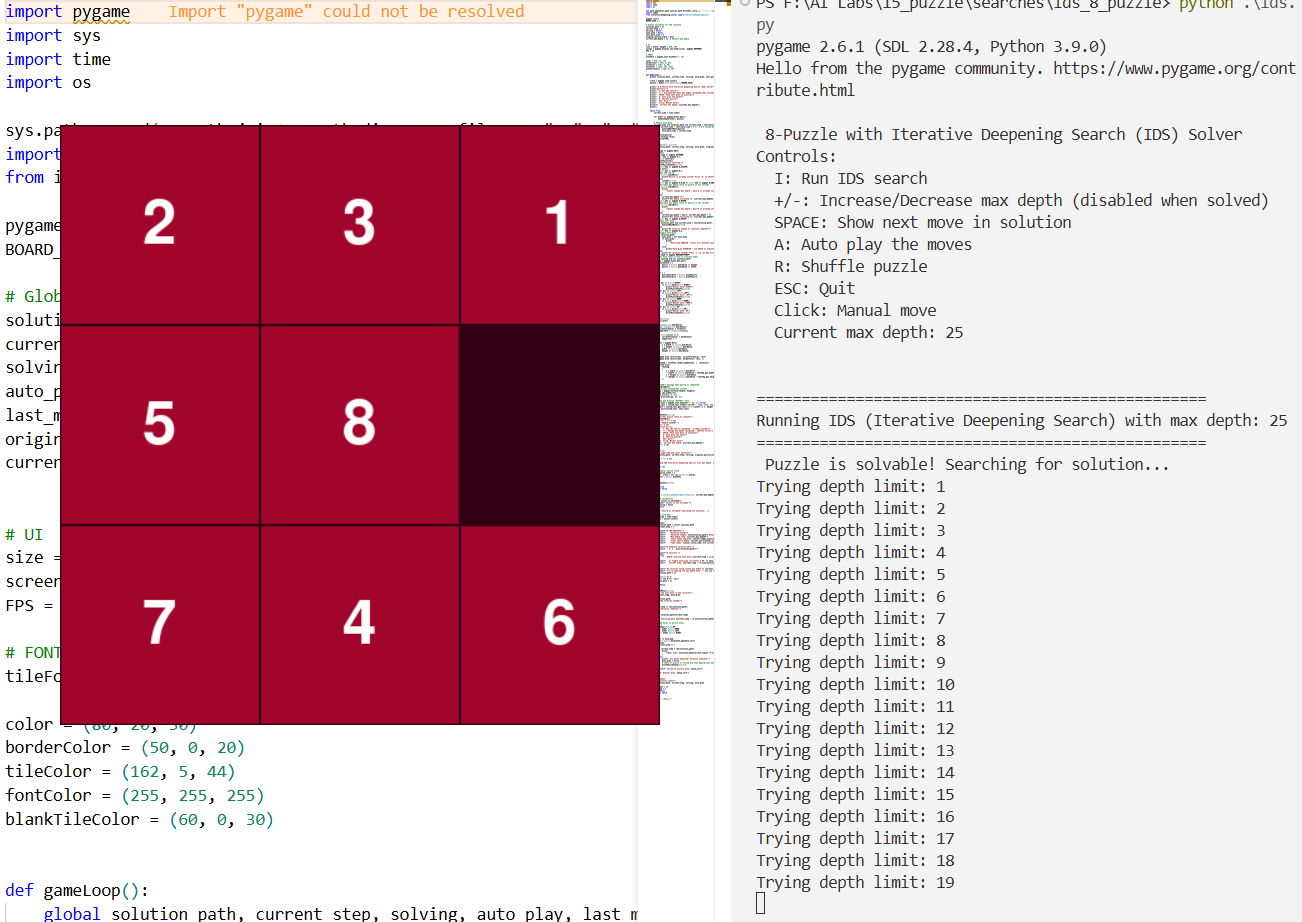 import pygame Import "pygame" could not be resolved
import sys
import time
import os
sys.pa
import
from i
pygame
BOARD_
# Glob
soluti
curren
solvin
auto_p
last_m
origin
curren
# UI
size =
screen
FPS =
# FONT
tileFo
color = (80, 20, 50)
borderColor = (50, 0, 20)
tileColor = (162, 5, 44)
fontColor = (255, 255, 255)
blankTileColor = (60, 0, 30)
def gameLoop():
global solution_path, current_step, solving, auto_play, last_m
2 3 1
5 8
7 4 6
PS F:\AI Labs\15_puzzle\searches\ids_8_puzzle> python .\ids.
py
pygame 2.6.1 (SDL 2.28.4, Python 3.9.0)
Hello from the pygame community. https://www.pygame.org/cont
ribute.html
8-Puzzle with Iterative Deepening Search (IDS) Solver
Controls:
I: Run IDS search
+/-: Increase/Decrease max depth (disabled when solved)
SPACE: Show next move in solution
A: Auto play the moves
R: Shuffle puzzle
ESC: Quit
Click: Manual move
Current max depth: 25
==================================================
Running IDS (Iterative Deepening Search) with max depth: 25
==================================================
Puzzle is solvable! Searching for solution...
Trying depth limit: 1
Trying depth limit: 2
Trying depth limit: 3
Trying depth limit: 4
Trying depth limit: 5
Trying depth limit: 6
Trying depth limit: 7
Trying depth limit: 8
Trying depth limit: 9
Trying depth limit: 10
Trying depth limit: 11
Trying depth limit: 12
Trying depth limit: 13
Trying depth limit: 14
Trying depth limit: 15
Trying depth limit: 16
Trying depth limit: 17
Trying depth limit: 18
Trying depth limit: 19